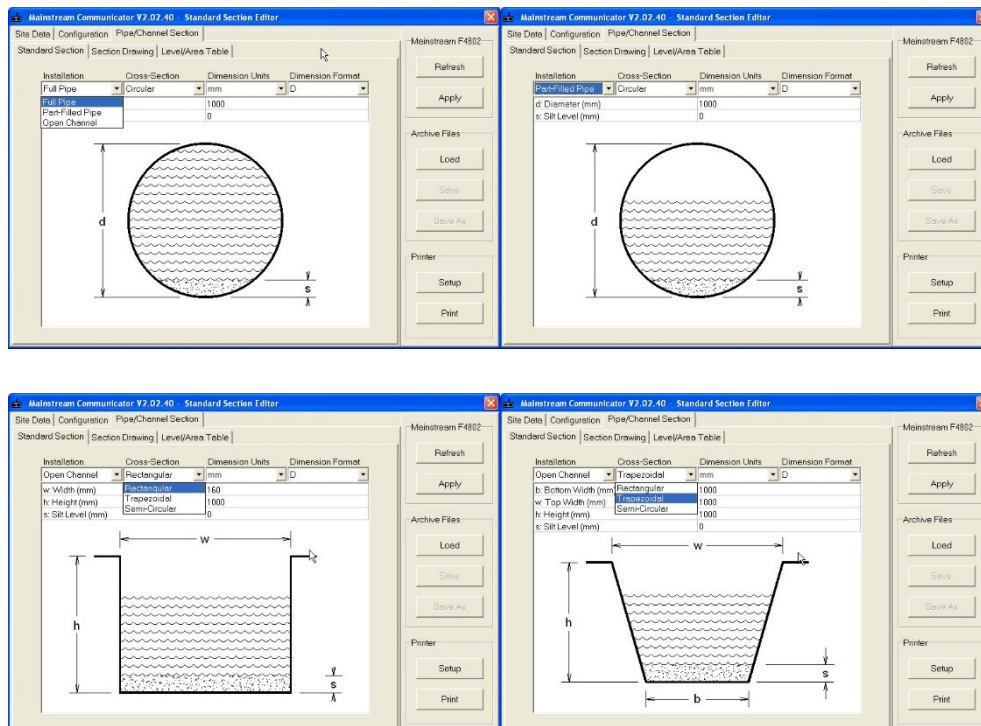 Mainstream Communicator V2.02.40 - Standard Section Editor
Site Data Configuration Pipe/Channel Section
Standard Section Section Drawing Level/Area Table
Mainstream F4802
Installation Cross-Section Dimension Units Dimension Format
Full Pipe Circular mm D
Full Pipe 1000
Part-Filled Pipe 0
Open Channel
d
s
Refresh
Apply
Archive Files
Load
Save
Save As
Printer
Setup
Print
Mainstream Communicator V2.02.40 - Standard Section Editor
Site Data Configuration Pipe/Channel Section
Standard Section Section Drawing Level/Area Table
Mainstream F4802
Installation Cross-Section Dimension Units Dimension Format
Part-Filled Pipe Circular mm D
d: Diameter (mm) 1000
s: Silt Level (mm) 0
d
s
Refresh
Apply
Archive Files
Load
Save
Save As
Printer
Setup
Print
Mainstream Communicator V2.02.40 - Standard Section Editor
Site Data Configuration Pipe/Channel Section
Standard Section Section Drawing Level/Area Table
Mainstream F4802
Installation Cross-Section Dimension Units Dimension Format
Open Channel Rectangular mm D
w: Width (mm) Rectangular 160
h: Height (mm) Trapezoidal 1000
s: Silt Level (mm) Semi-Circular 0
w
h
s
Refresh
Apply
Archive Files
Load
Save
Save As
Printer
Setup
Print
Mainstream Communicator V2.02.40 - Standard Section Editor
Site Data Configuration Pipe/Channel Section
Standard Section Section Drawing Level/Area Table
Mainstream F4802
Installation Cross-Section Dimension Units Dimension Format
Open Channel Trapezoidal mm D
b: Bottom Width (mm) Rectangular 1000
w: Top Width (mm) Trapezoidal 1000
h: Height (mm) Semi-Circular 1000
s: Silt Level (mm) 0
w
h
s
b
Refresh
Apply
Archive Files
Load
Save
Save As
Printer
Setup
Print